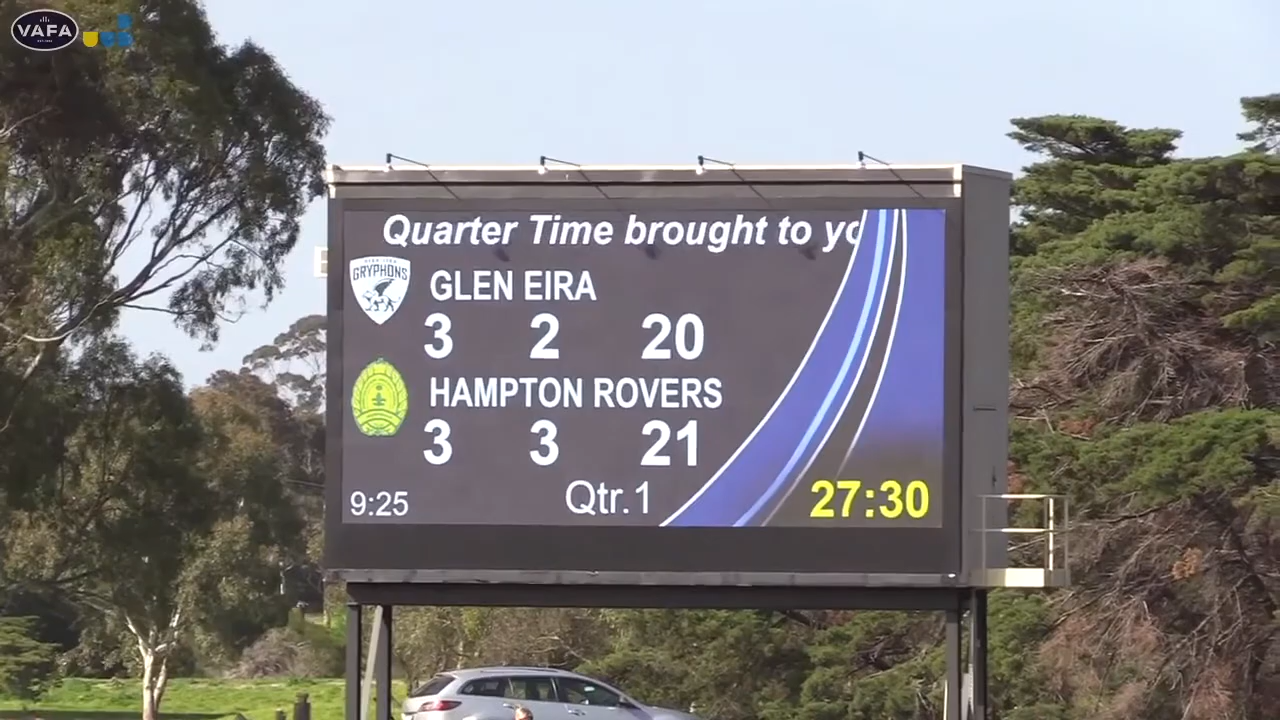 VAFA
Quarter Time brought to yo
GRYPHONS
GLEN EIRA
3 2 20
HAMPTON ROVERS
3 3 21
9:25 Qtr.1 27:30